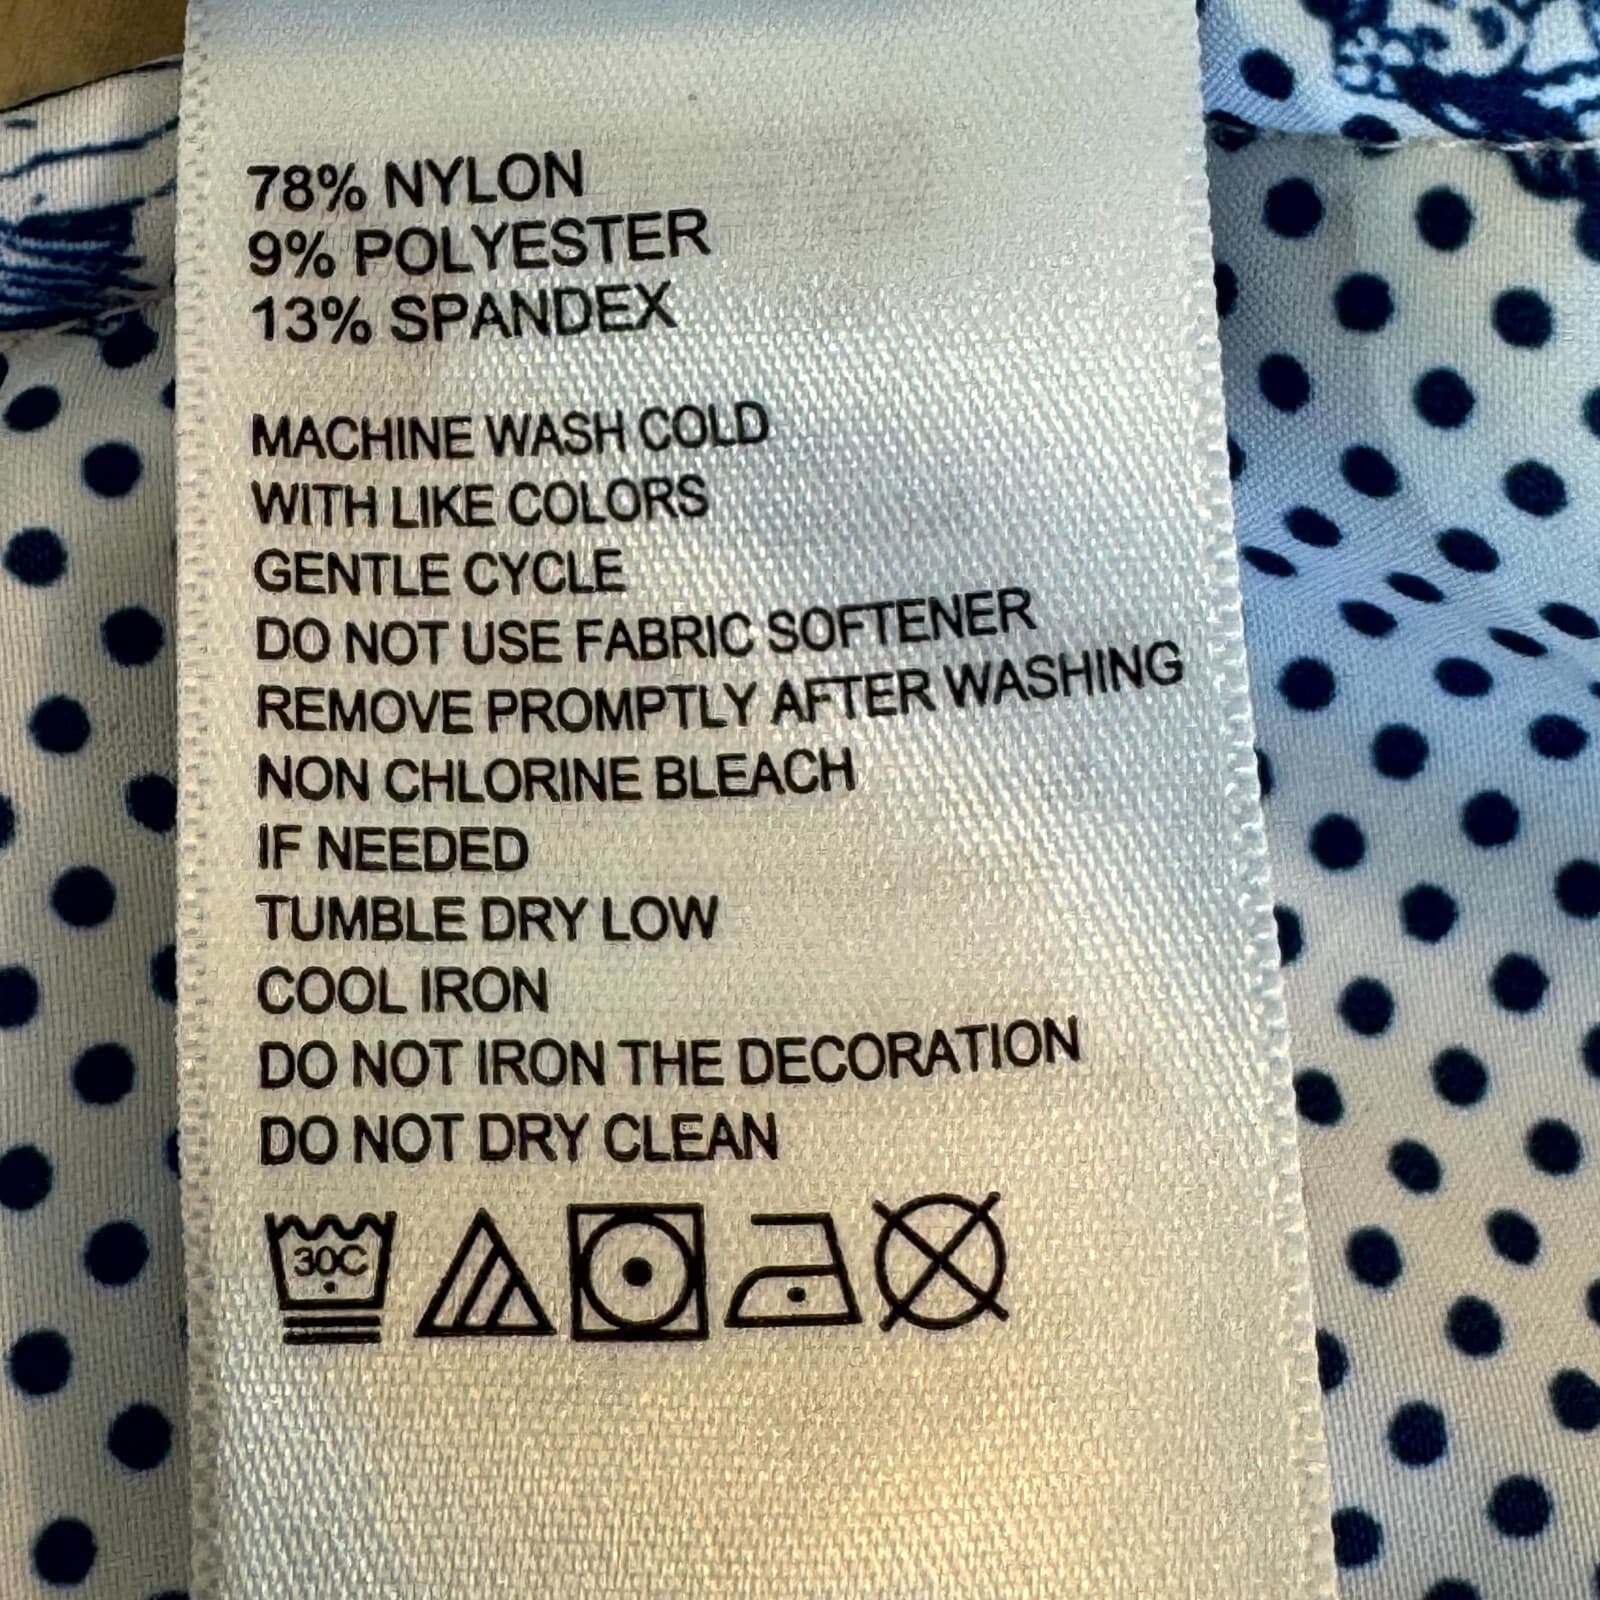 78% NYLON
9% POLYESTER
13% SPANDEX
MACHINE WASH COLD
WITH LIKE COLORS
GENTLE CYCLE
DO NOT USE FABRIC SOFTENER
REMOVE PROMPTLY AFTER WASHING
NON CHLORINE BLEACH
IF NEEDED
TUMBLE DRY LOW
COOL IRON
DO NOT IRON THE DECORATION
DO NOT DRY CLEAN
30C